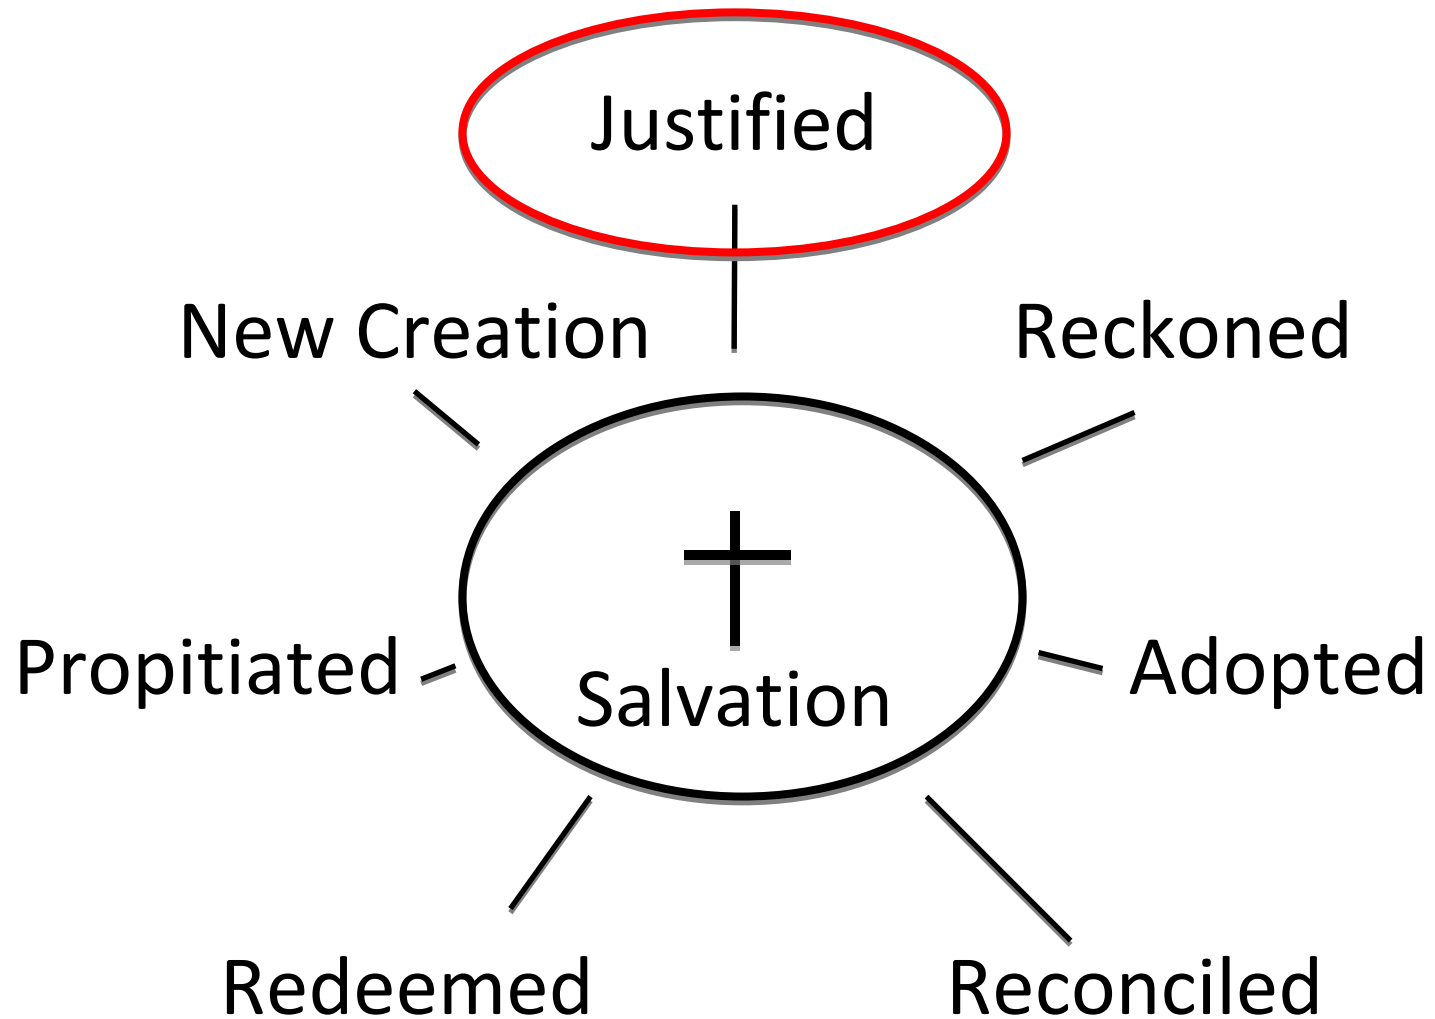 Justified
New Creation
Reckoned
Propitiated
Salvation
Adopted
Redeemed
Reconciled